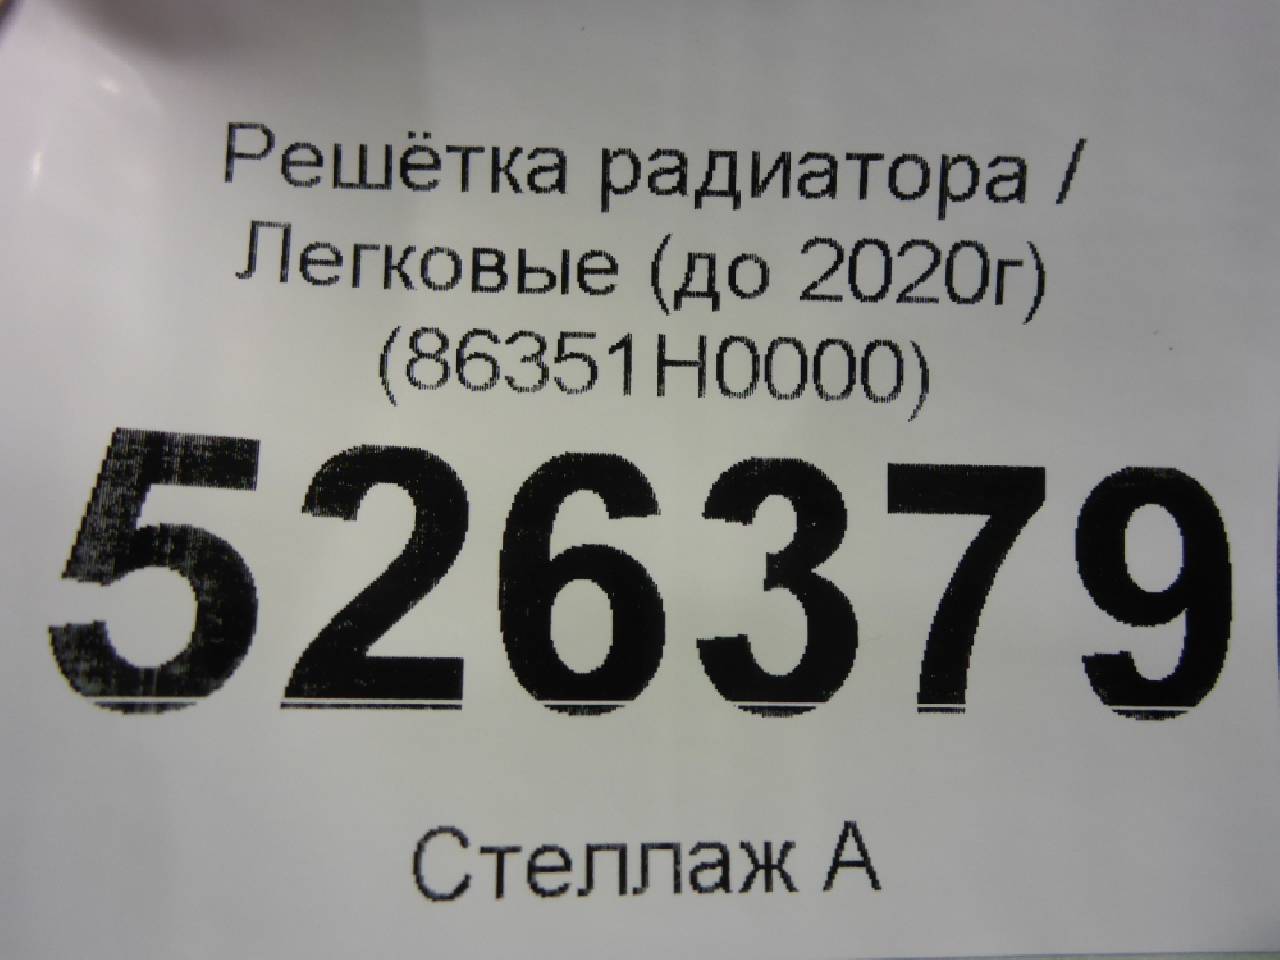 Решётка радиатора /
Легковые (до 2020г)
(86351H0000)
526379
Стеллаж А